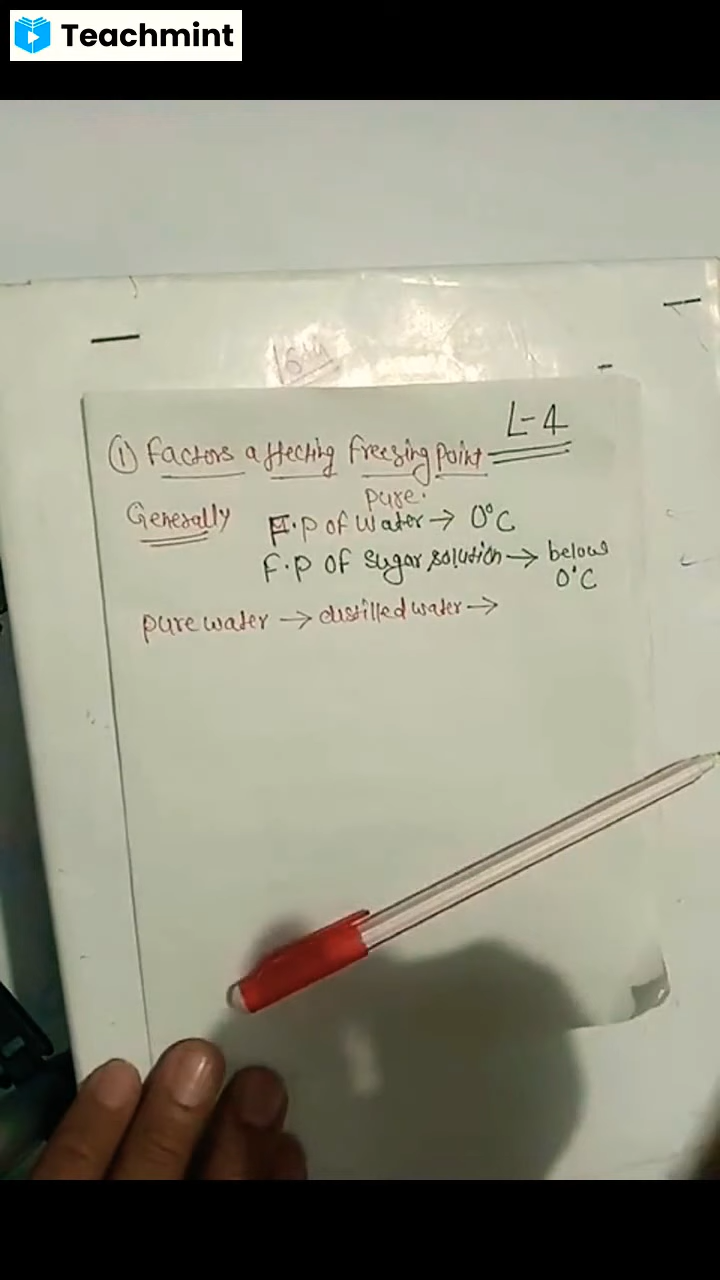 Teachmint
L-4
① Factors affecting Freezing Point
Generally
pure.
F.P of Water → 0°C
F.P of Sugar solution → below
0°C
pure water → distilled water →